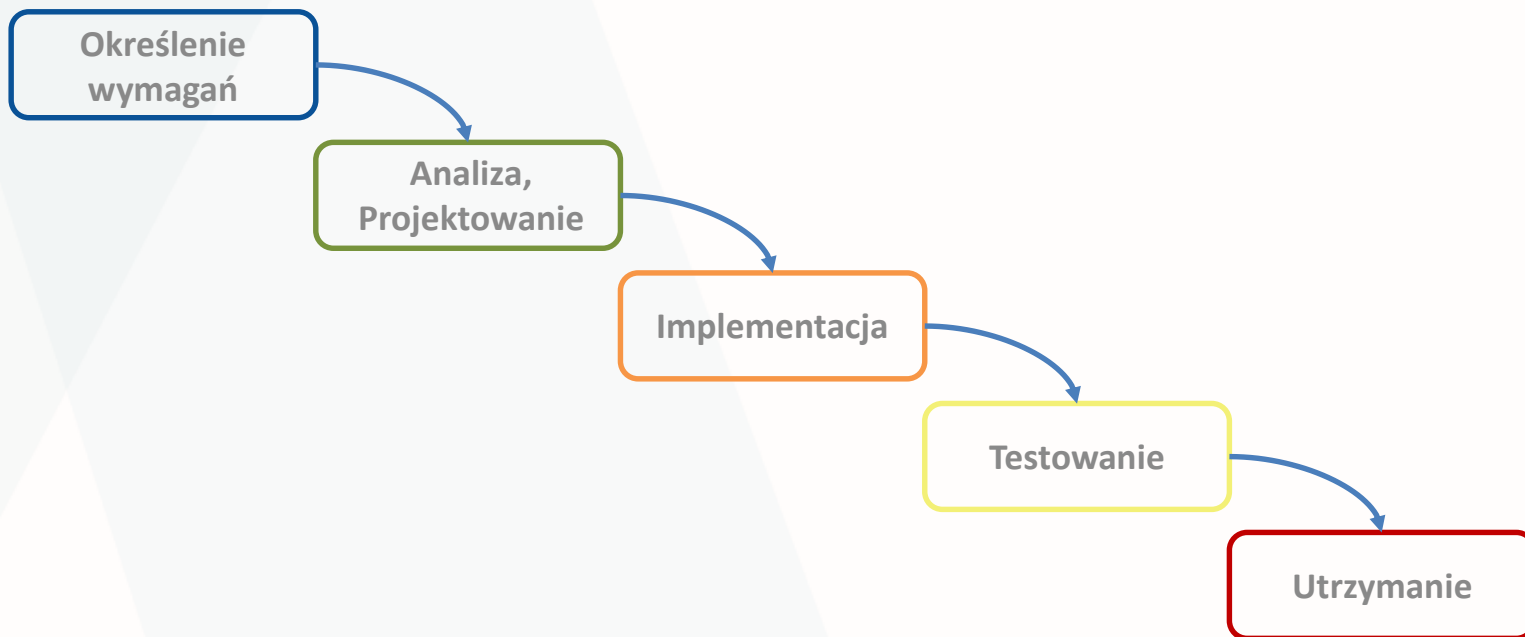 Określenie
wymagań
Analiza,
Projektowanie
Implementacja
Testowanie
Utrzymanie